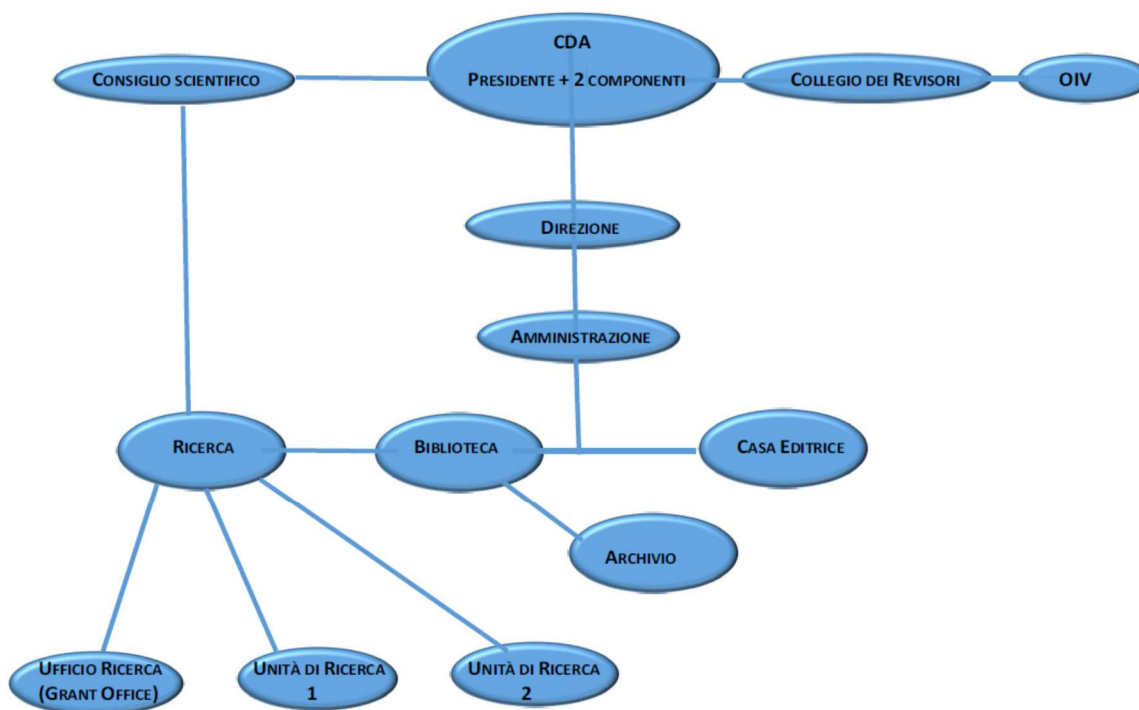 CDA
PRESIDENTE + 2 COMPONENTI
CONSIGLIO SCIENTIFICO
COLLEGIO DEI REVISORI
OIV
DIREZIONE
AMMINISTRAZIONE
RICERCA
BIBLIOTECA
CASA EDITRICE
ARCHIVIO
UFFICIO RICERCA
(GRANT OFFICE)
UNITÀ DI RICERCA
1
UNITÀ DI RICERCA
2